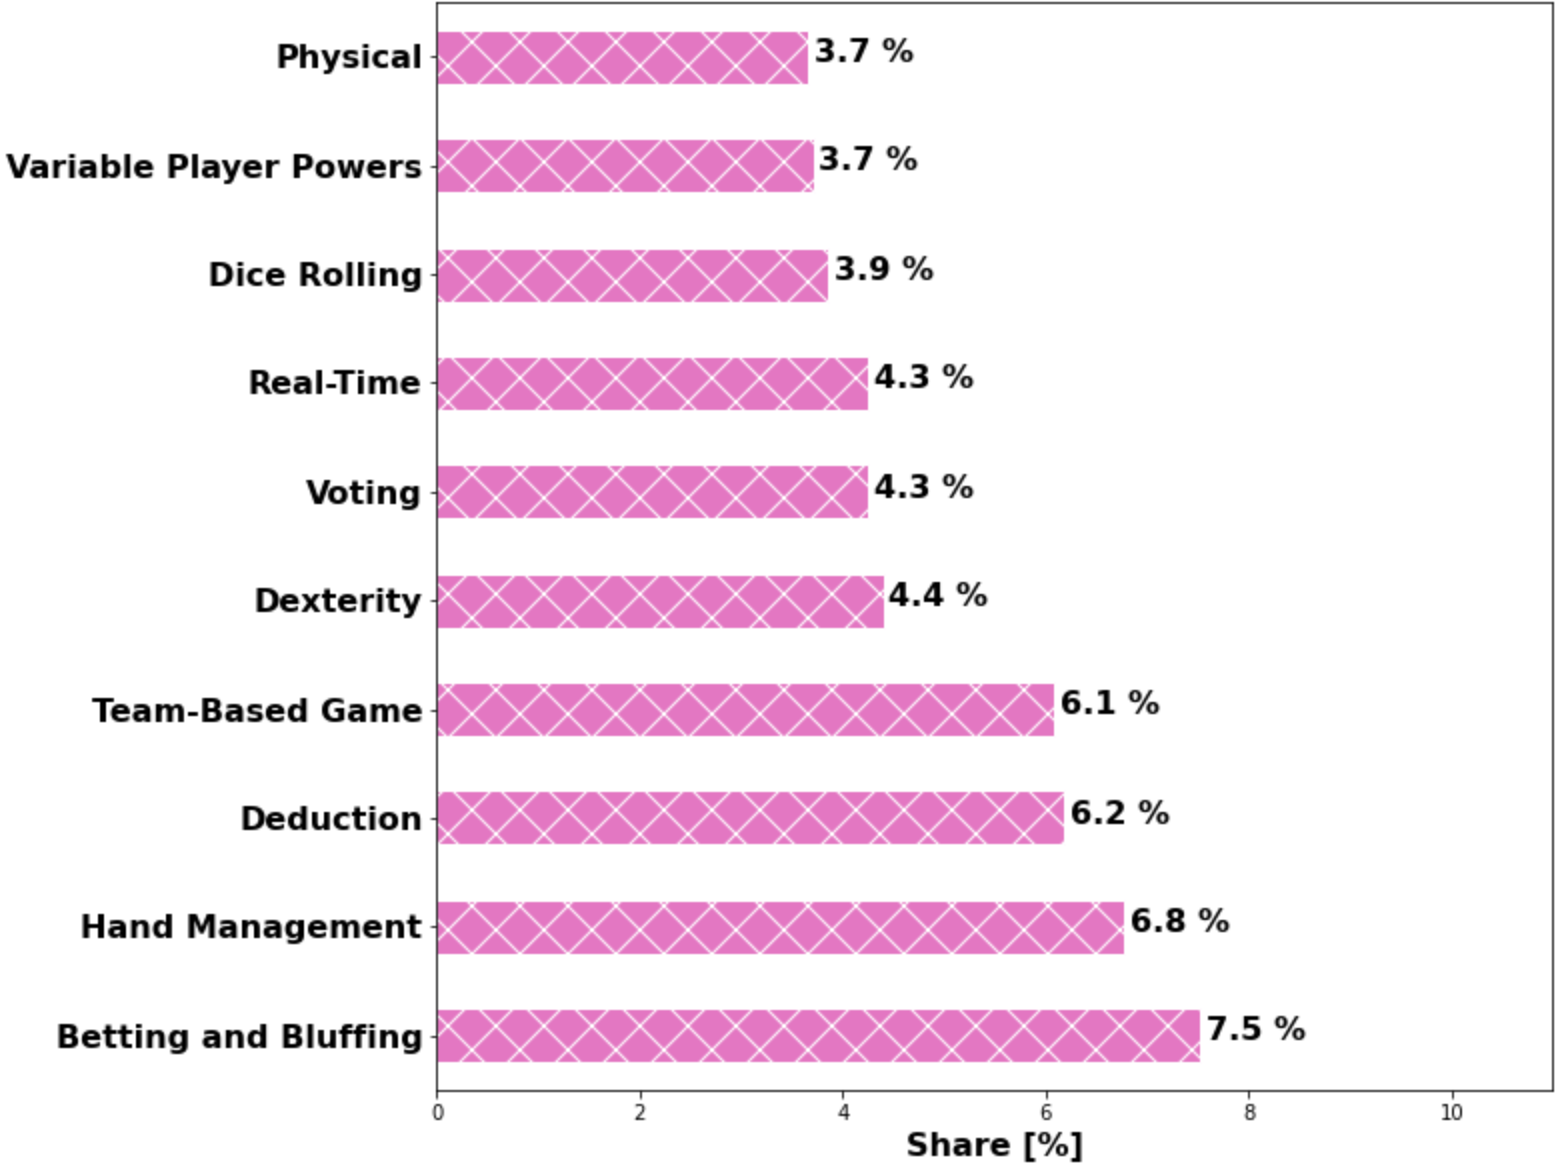 Physical 3.7 %
Variable Player Powers 3.7 %
Dice Rolling 3.9 %
Real-Time 4.3 %
Voting 4.3 %
Dexterity 4.4 %
Team-Based Game 6.1 %
Deduction 6.2 %
Hand Management 6.8 %
Betting and Bluffing 7.5 %
0 2 4 6 8 10
Share [%]